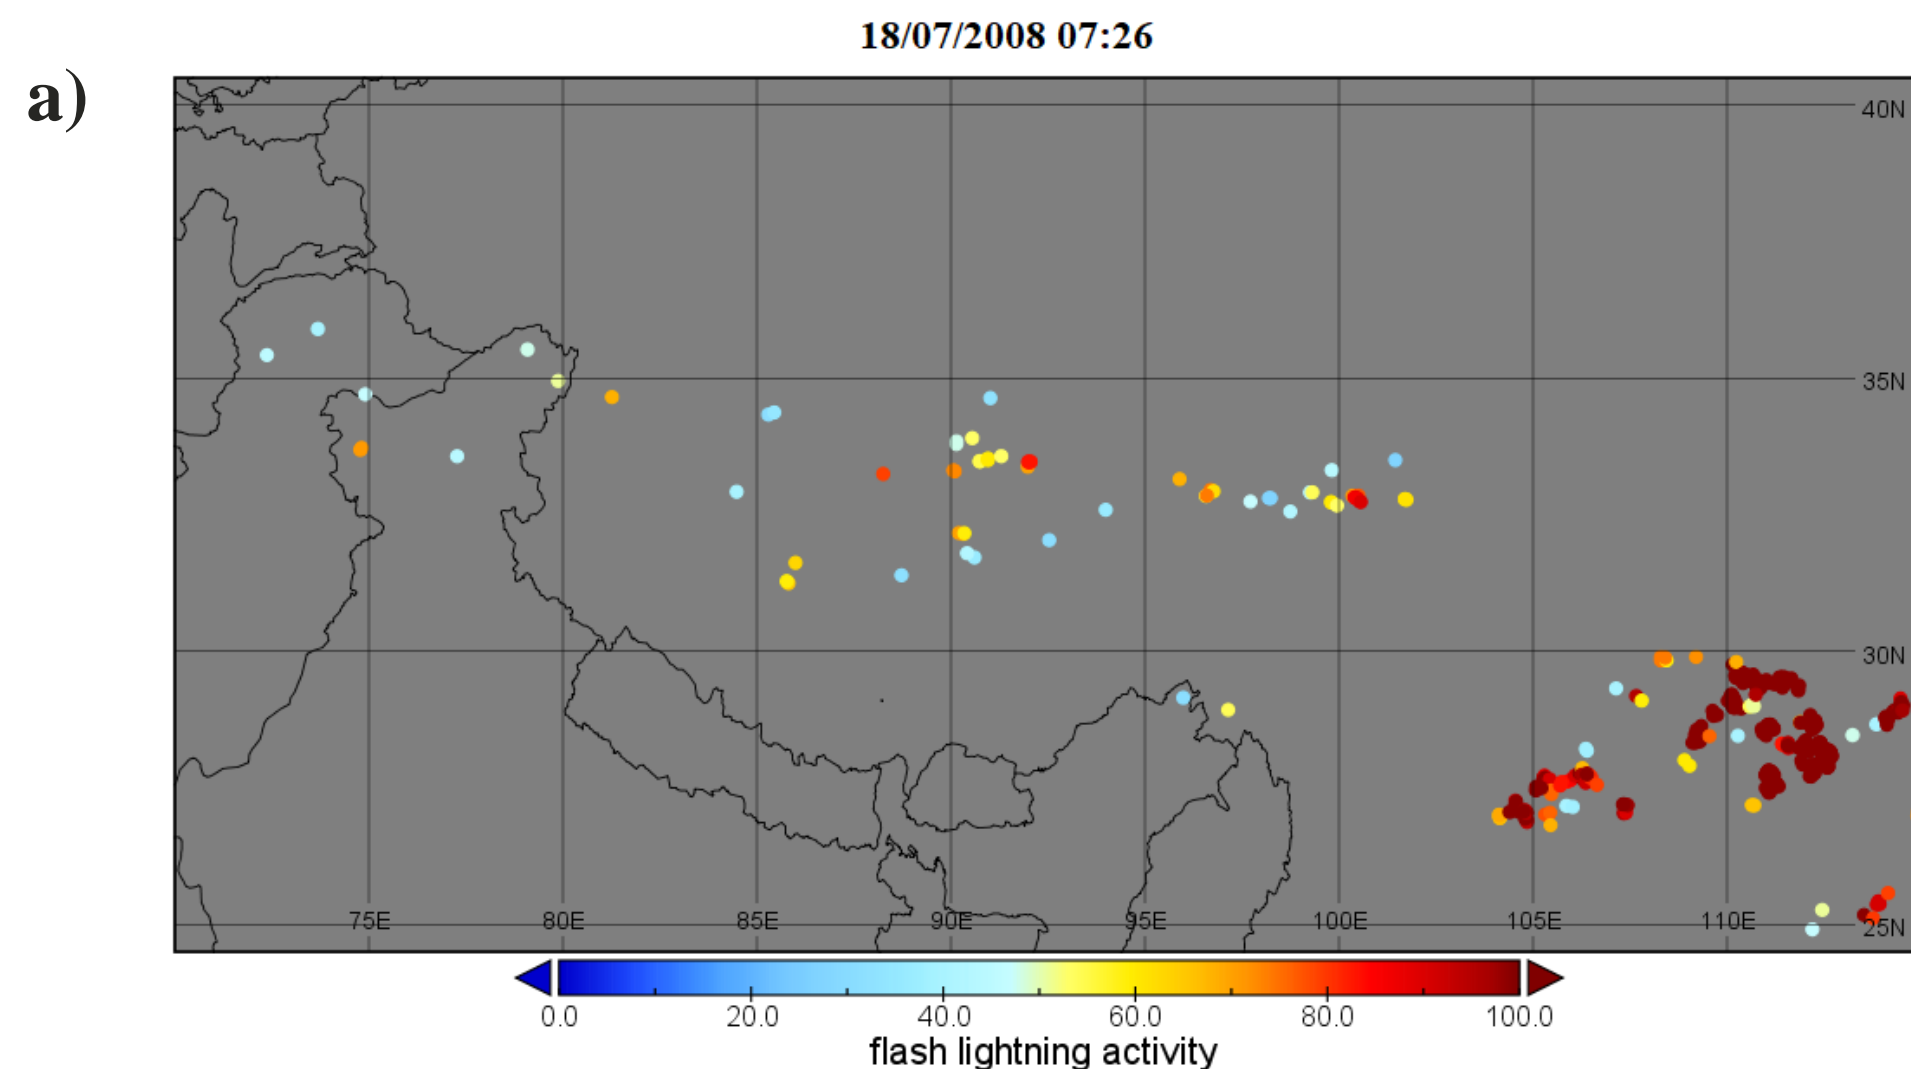 18/07/2008 07:26
a)
40N
35N
30N
75E 80E 85E 90E 95E 100E 105E 110E
25N
0.0 20.0 40.0 60.0 80.0 100.0
flash lightning activity